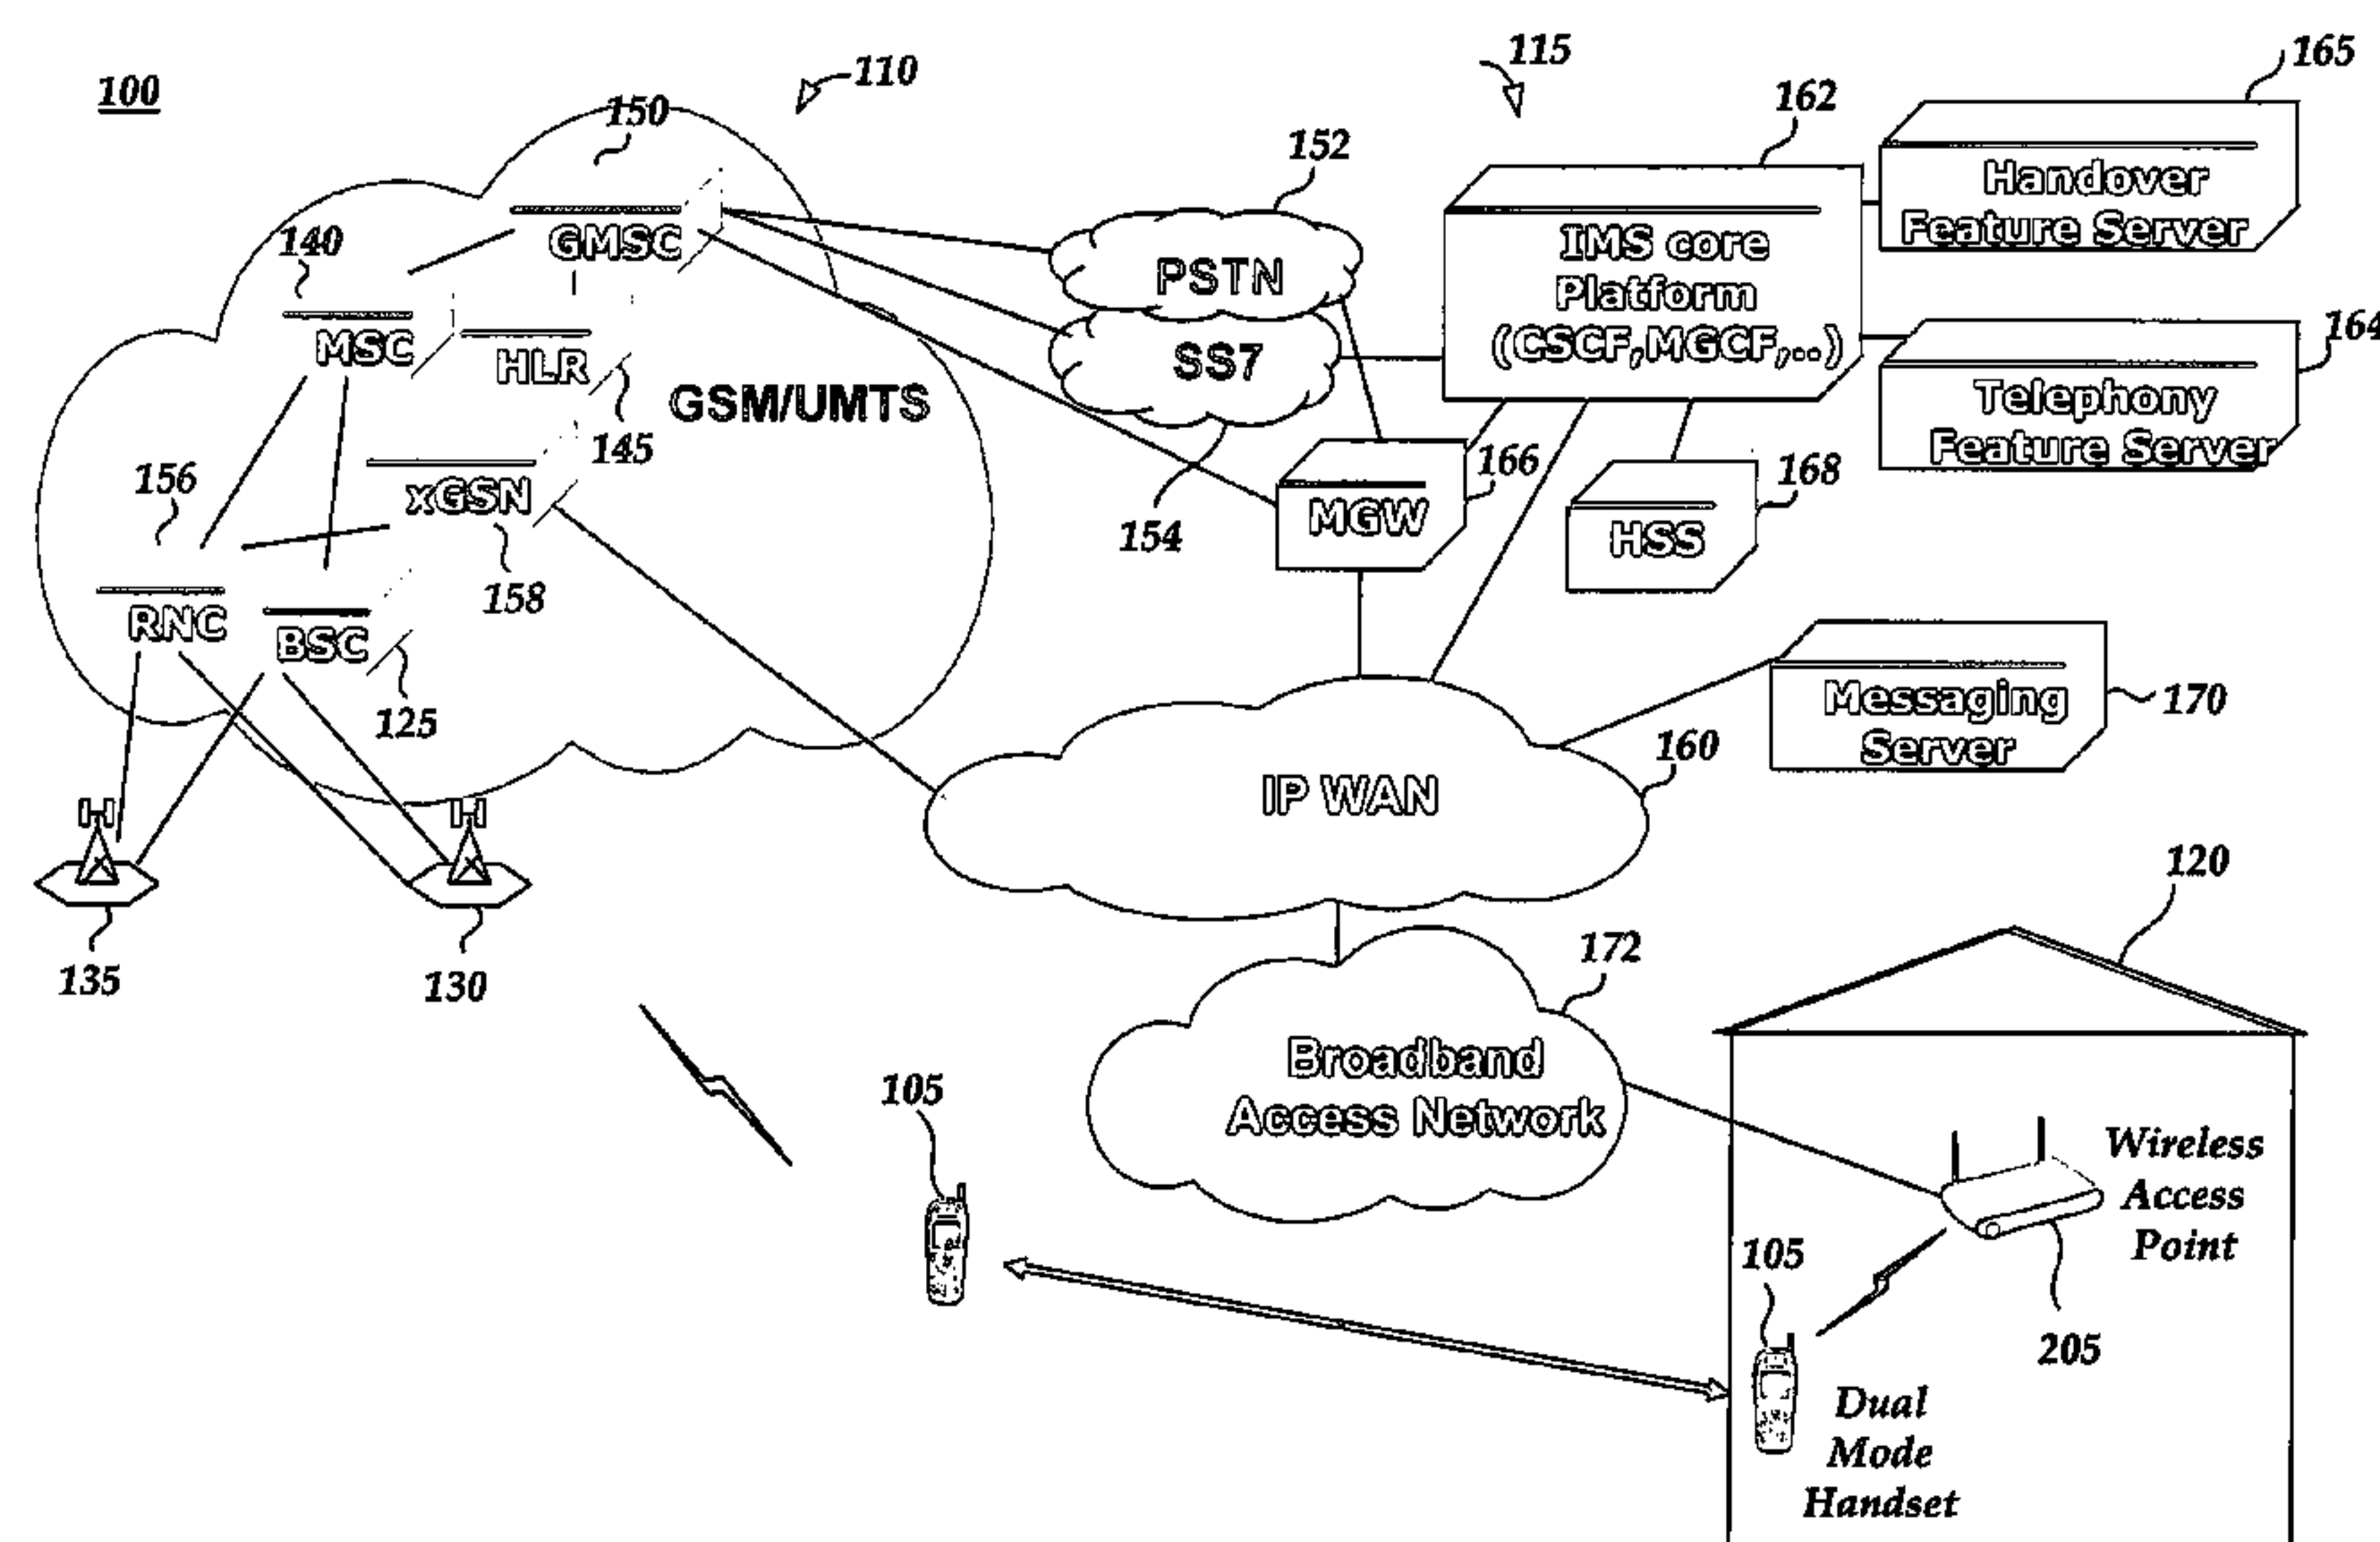 100
110
115
165
150
162
152
Handover
Feature Server
140
GMSC
IMS core
Platform
(CSCF,MGCF,..)
PSTN
164
MSC
HLR
SS7
GSM/UMTS
Telephony
Feature Server
145
156
xGSN
166
168
MGW
154
HSS
158
RNC
BSC
125
Messaging
Server
170
160
IP WAN
120
135
130
172
Broadband
Access Network
105
Wireless
Access
Point
105
205
Dual
Mode
Handset